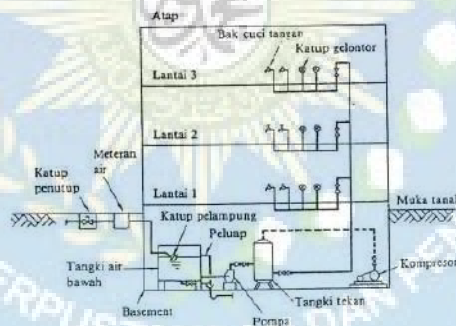 Atap
Bak cuci tangan
Katup gelontor
Lantai 3
Lantai 2
Meteran
air
Katup
penutup
Lantai 1
Muka tanah
Katup pelampung
Peluap
Tangki air
bawah
Kompresor
Basement
Pompa
Tangki tekan